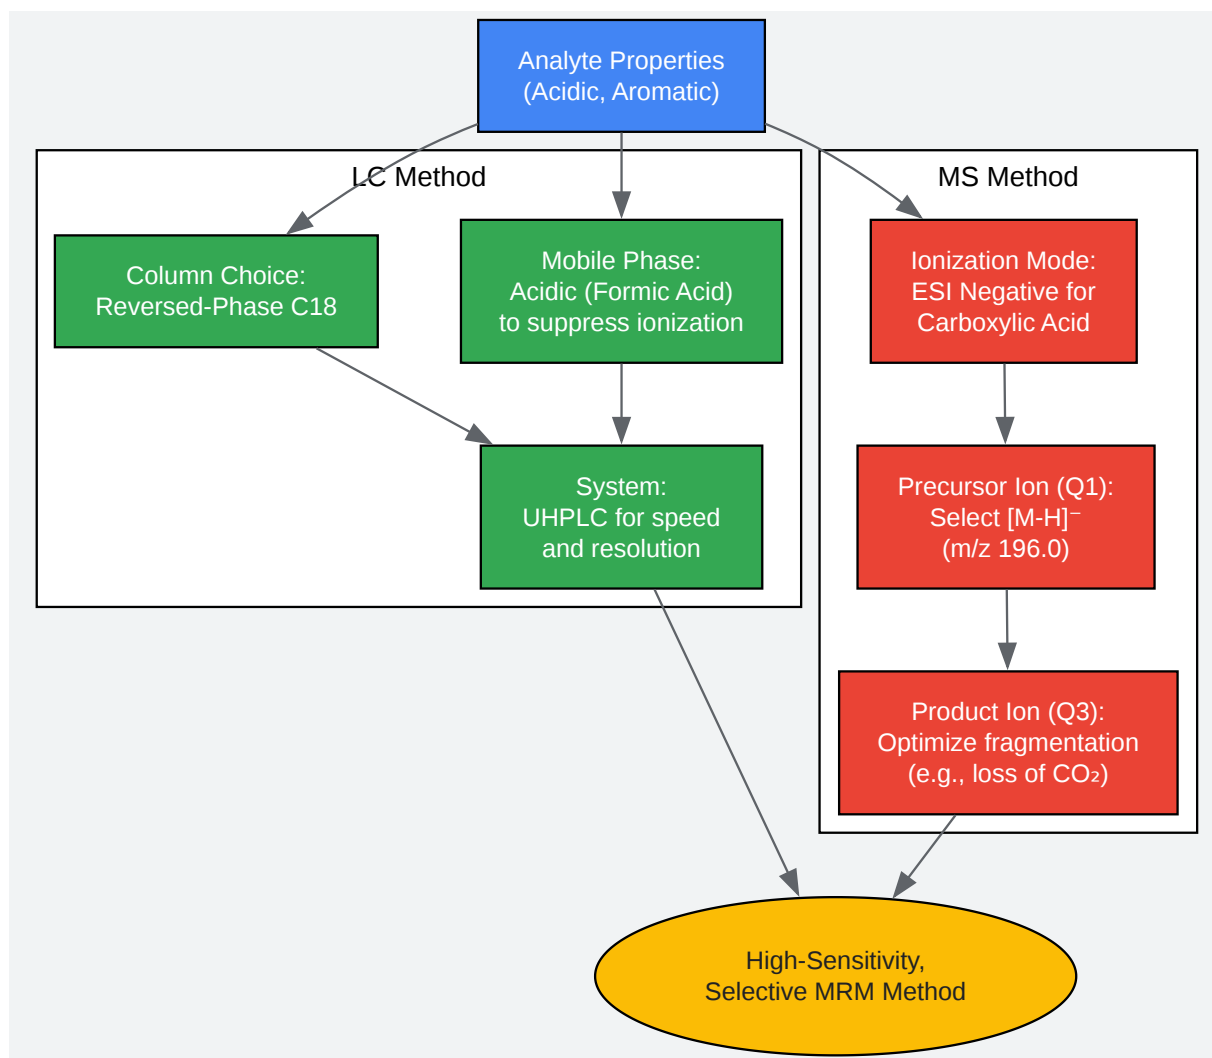 Analyte Properties
(Acidic, Aromatic)
LC Method
MS Method
Column Choice:
Reversed-Phase C18
Mobile Phase:
Acidic (Formic Acid)
to suppress ionization
Ionization Mode:
ESI Negative for
Carboxylic Acid
System:
UHPLC for speed
and resolution
Precursor Ion (Q1):
Select [M-H]⁻
(m/z 196.0)
Product Ion (Q3):
Optimize fragmentation
(e.g., loss of CO₂)
High-Sensitivity,
Selective MRM Method